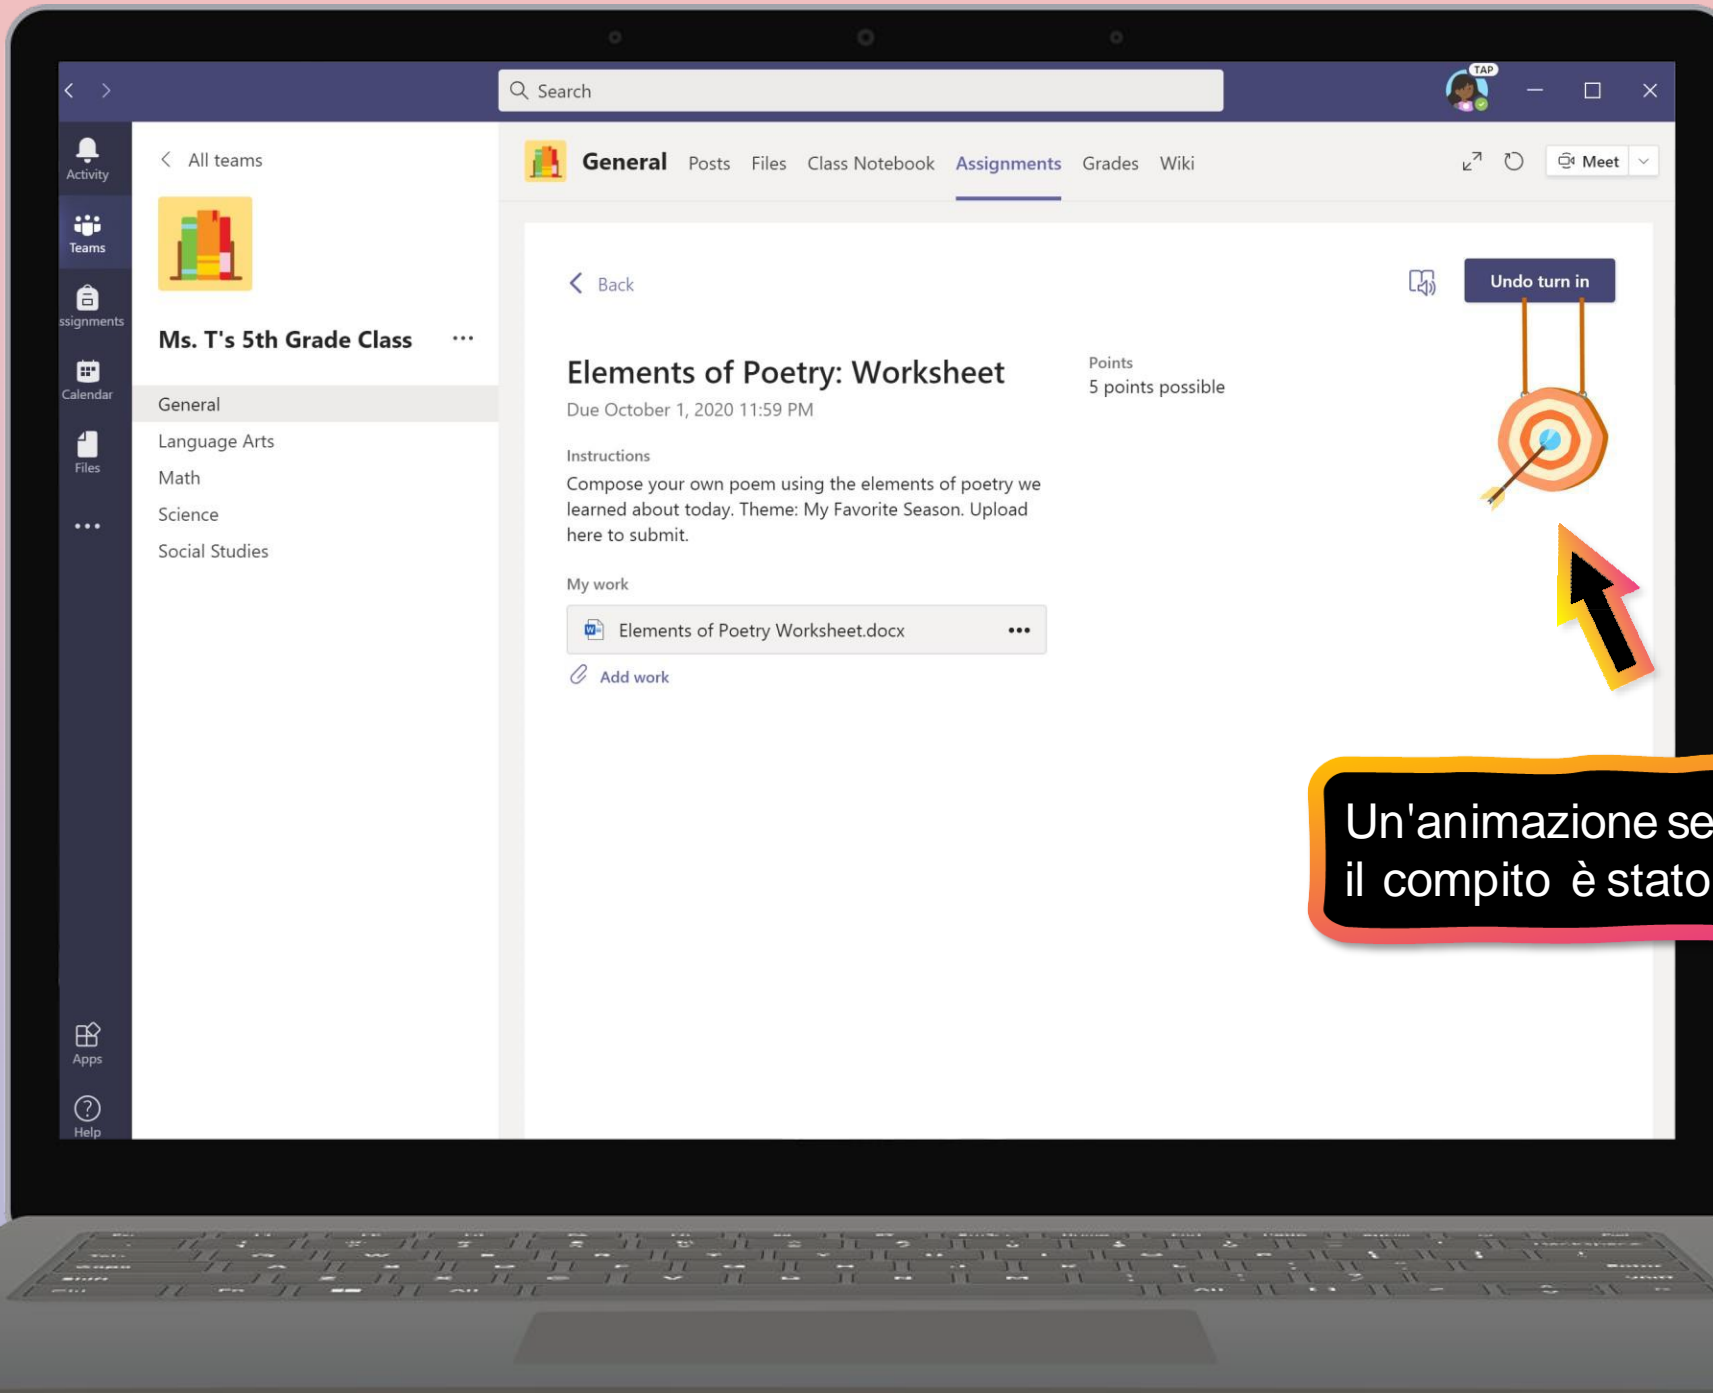 Search
TAP
Activity
Teams
ssignments
Calendar
Files
Apps
Help
All teams
Ms. T's 5th Grade Class
General
Language Arts
Math
Science
Social Studies
General Posts Files Class Notebook Assignments Grades Wiki
Meet
Back
Undo turn in
Elements of Poetry: Worksheet
Due October 1, 2020 11:59 PM
Points
5 points possible
Instructions
Compose your own poem using the elements of poetry we
learned about today. Theme: My Favorite Season. Upload
here to submit.
My work
Elements of Poetry Worksheet.docx
Add work
Un'animazione se
il compito è stato